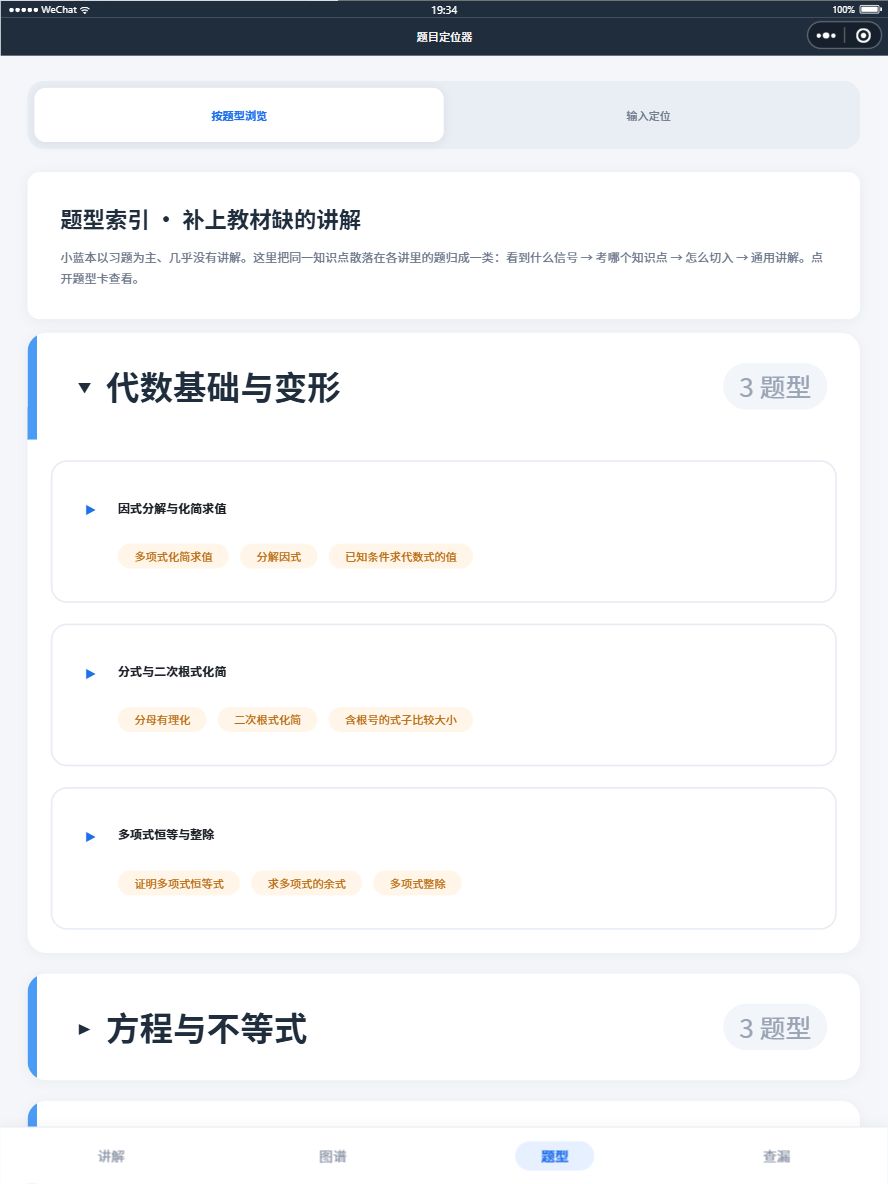 WeChat
19:34
100%
题目定位器
按题型浏览
输入定位
题型索引 · 补上教材缺的讲解
小蓝本以习题为主、几乎没有讲解。这里把同一知识点散落在各讲里的题归成一类：看到什么信号 → 考哪个知识点 → 怎么切入 → 通用讲解。点
开题型卡查看。
代数基础与变形
3 题型
因式分解与化简求值
多项式化简求值
分解因式
已知条件求代数式的值
分式与二次根式化简
分母有理化
二次根式化简
含根号的式子比较大小
多项式恒等与整除
证明多项式恒等式
求多项式的余式
多项式整除
方程与不等式
3 题型
讲解
图谱
题型
查漏